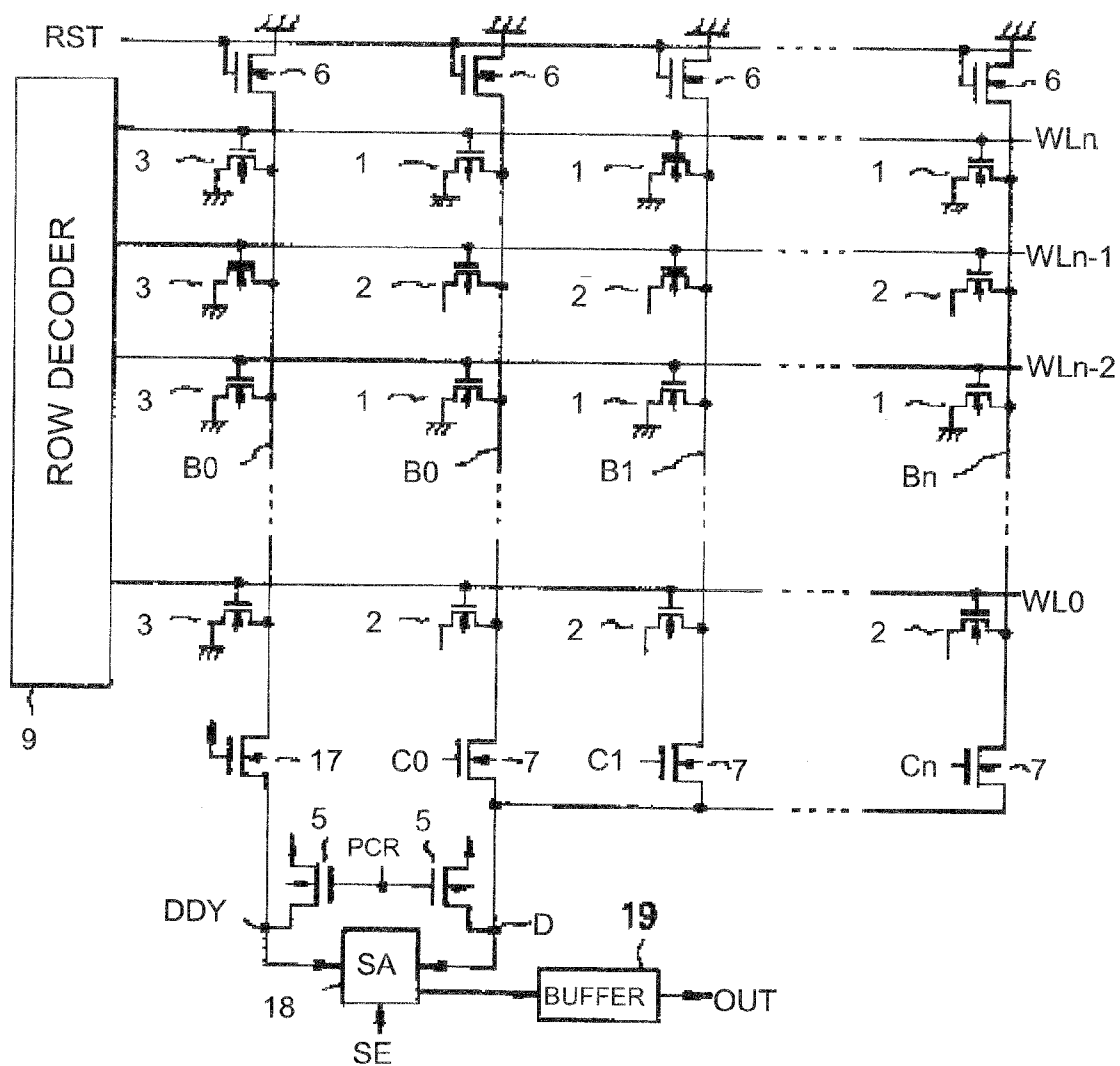 RST
6 6 6 6
WLn
3 1 1 1
WLn-1
3 2 2 2
WLn-2
3 1 1 1
ROW DECODER
B0 B0 B1 Bn
WL0
3 2 2 2
9
17 C0 7 C1 7 Cn 7
5 PCR 5
DDY D
19
SA
18
BUFFER OUT
SE